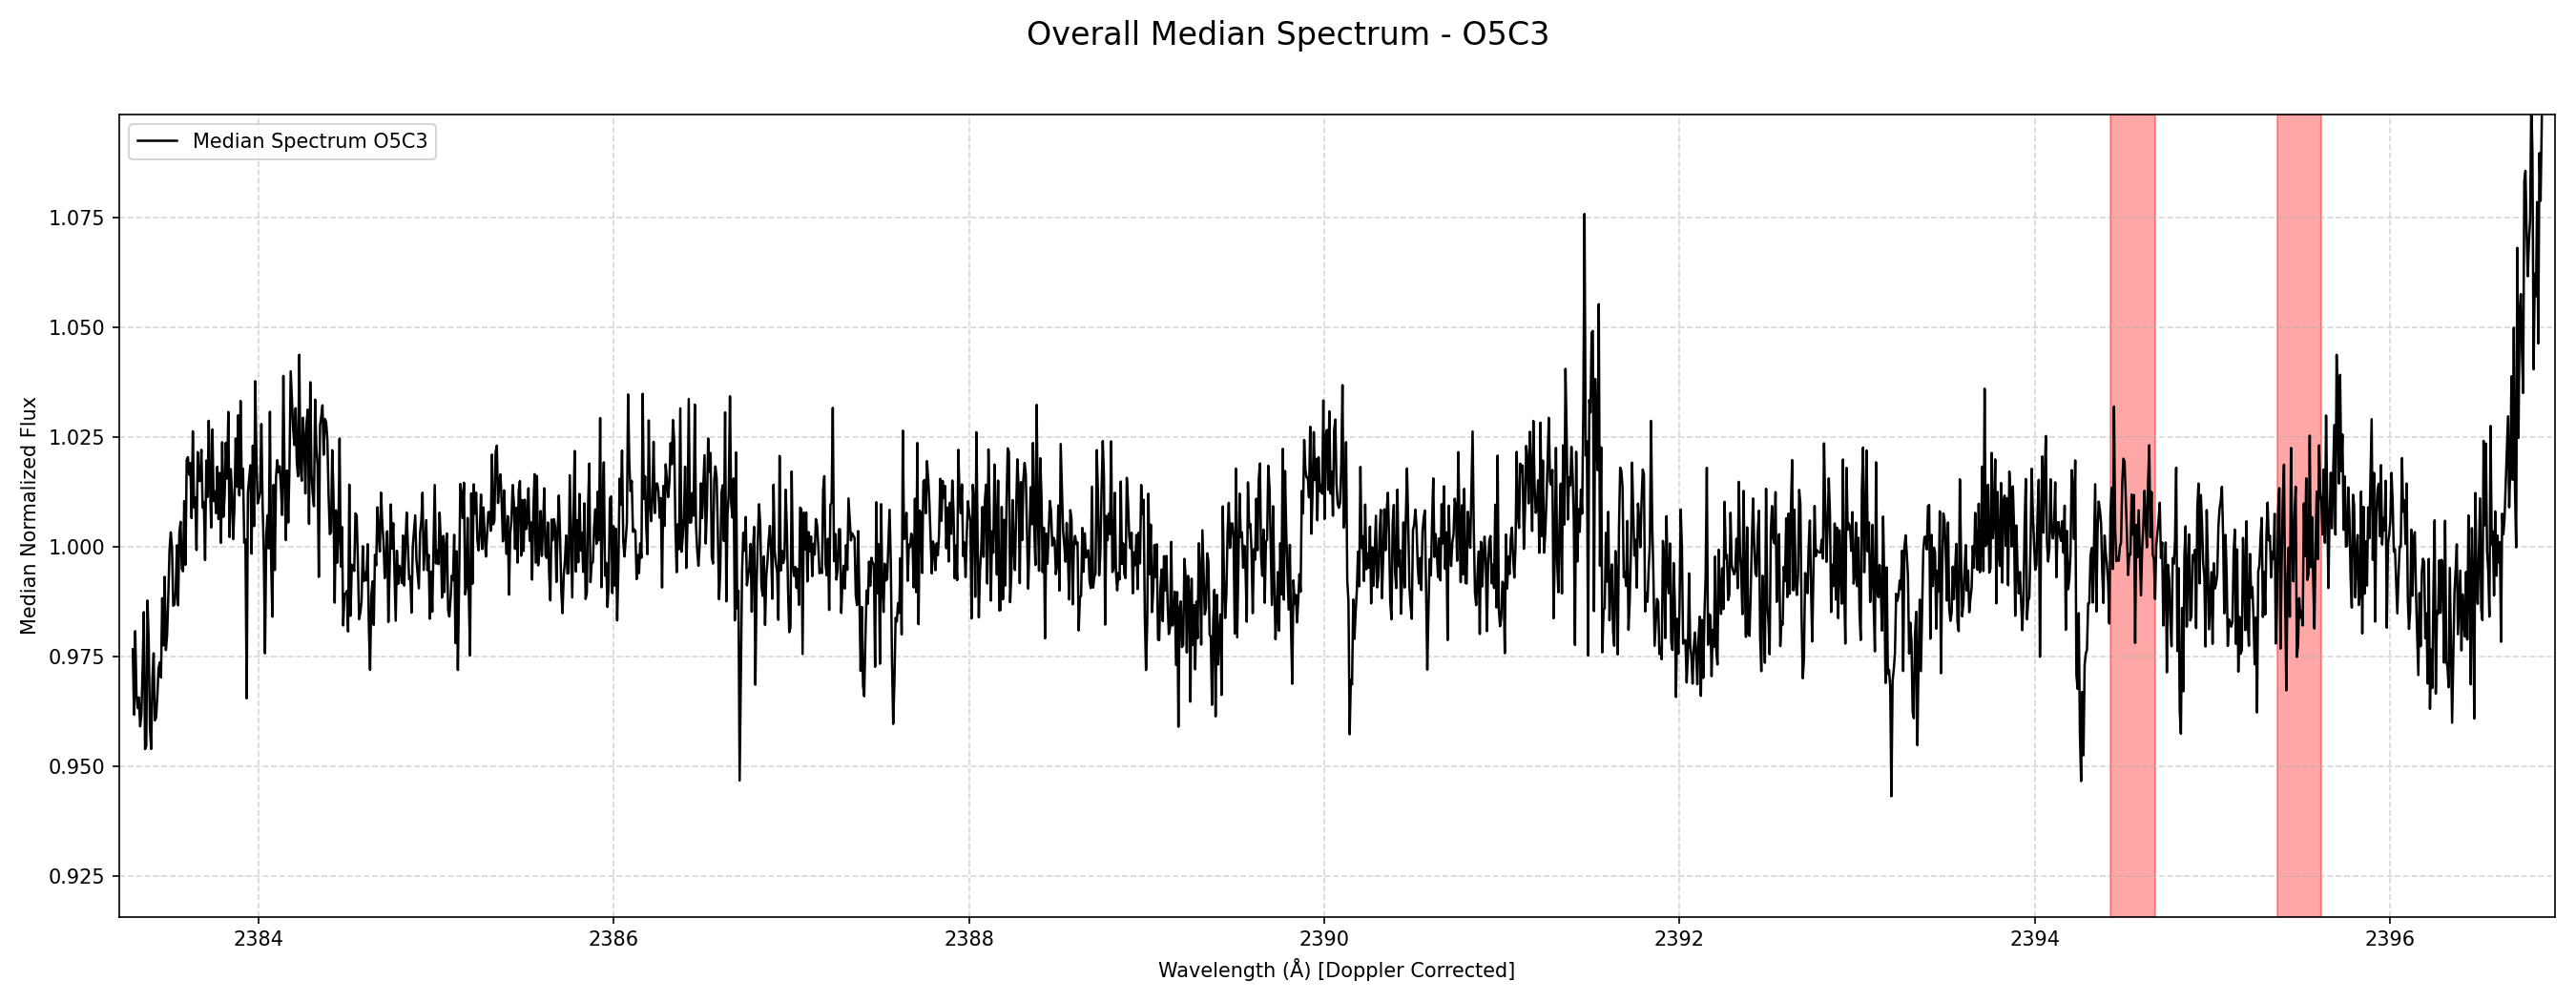 Overall Median Spectrum - O5C3
Median Spectrum O5C3
Median Normalized Flux
1.075
1.050
1.025
1.000
0.975
0.950
0.925
2384 2386 2388 2390 2392 2394 2396
Wavelength (Å) [Doppler Corrected]